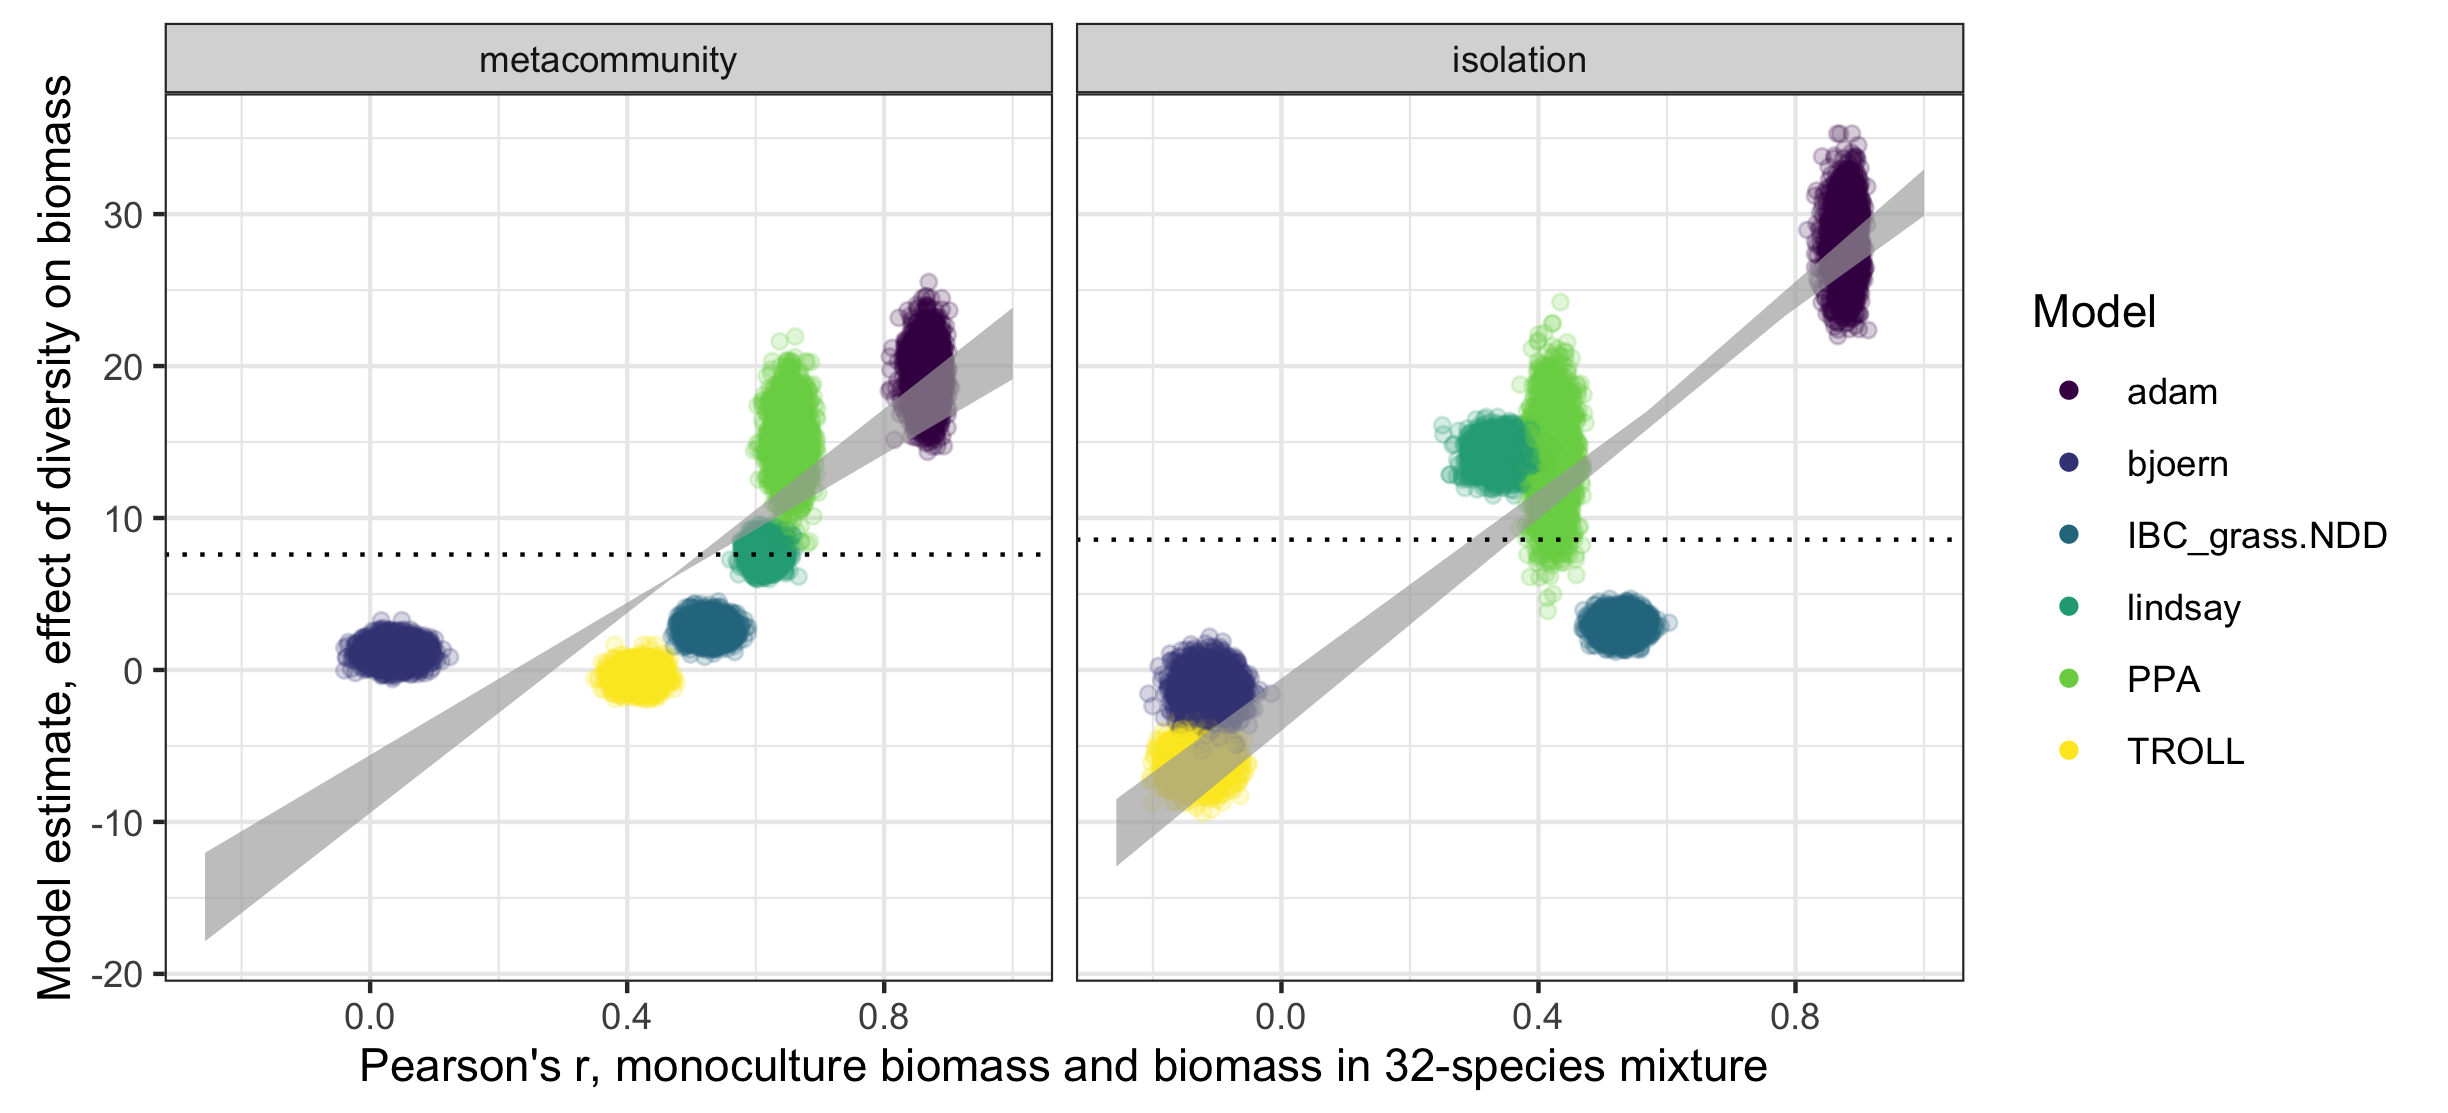 metacommunity
isolation
Model estimate, effect of diversity on biomass
30
20
10
0
-10
-20
0.0
0.4
0.8
0.0
0.4
0.8
Pearson's r, monoculture biomass and biomass in 32-species mixture
Model
adam
bjoern
IBC_grass.NDD
lindsay
PPA
TROLL